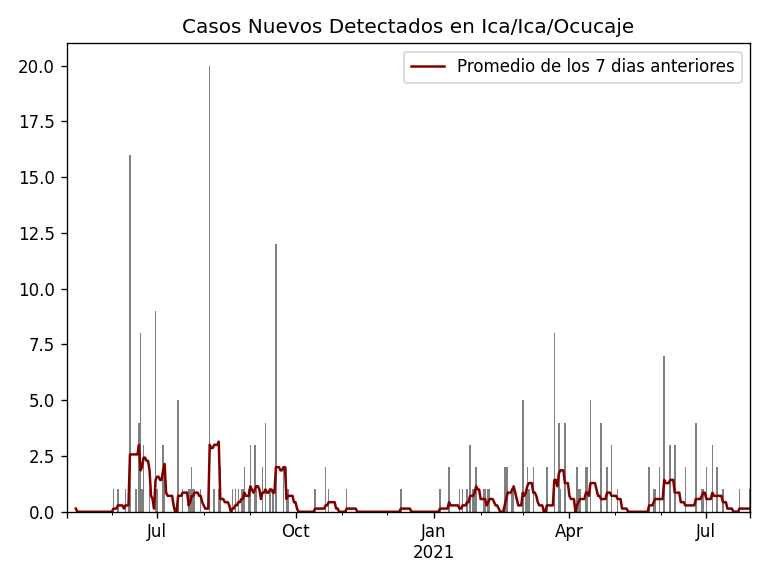 Casos Nuevos Detectados en Ica/Ica/Ocucaje
Promedio de los 7 dias anteriores
20.0
17.5
15.0
12.5
10.0
7.5
5.0
2.5
0.0
Jul
Oct
Jan
Apr
Jul
2021